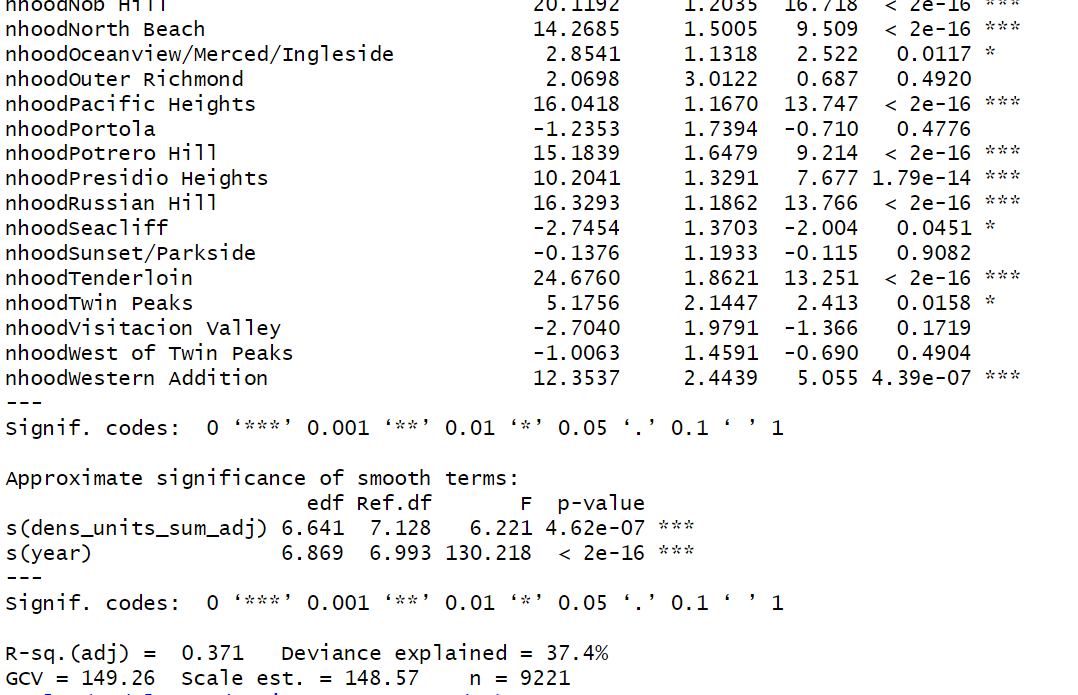 nhoodNob Hill 20.1192 1.2035 16.718 < 2e-16 ***
nhoodNorth Beach 14.2685 1.5005 9.509 < 2e-16 ***
nhoodOceanview/Merced/Ingleside 2.8541 1.1318 2.522 0.0117 *
nhoodOuter Richmond 2.0698 3.0122 0.687 0.4920
nhoodPacific Heights 16.0418 1.1670 13.747 < 2e-16 ***
nhoodPortola -1.2353 1.7394 -0.710 0.4776
nhoodPotrero Hill 15.1839 1.6479 9.214 < 2e-16 ***
nhoodPresidio Heights 10.2041 1.3291 7.677 1.79e-14 ***
nhoodRussian Hill 16.3293 1.1862 13.766 < 2e-16 ***
nhoodSeacliff -2.7454 1.3703 -2.004 0.0451 *
nhoodSunset/Parkside -0.1376 1.1933 -0.115 0.9082
nhoodTenderloin 24.6760 1.8621 13.251 < 2e-16 ***
nhoodTwin Peaks 5.1756 2.1447 2.413 0.0158 *
nhoodVisitacion Valley -2.7040 1.9791 -1.366 0.1719
nhoodWest of Twin Peaks -1.0063 1.4591 -0.690 0.4904
nhoodWestern Addition 12.3537 2.4439 5.055 4.39e-07 ***
---
Signif. codes: 0 ‘***’ 0.001 ‘**’ 0.01 ‘*’ 0.05 ‘.’ 0.1 ‘ ’ 1
Approximate significance of smooth terms:
edf Ref.df F p-value
s(dens_units_sum_adj) 6.641 7.128 6.221 4.62e-07 ***
s(year) 6.869 6.993 130.218 < 2e-16 ***
---
Signif. codes: 0 ‘***’ 0.001 ‘**’ 0.01 ‘*’ 0.05 ‘.’ 0.1 ‘ ’ 1
R-sq.(adj) = 0.371 Deviance explained = 37.4%
GCV = 149.26 Scale est. = 148.57 n = 9221